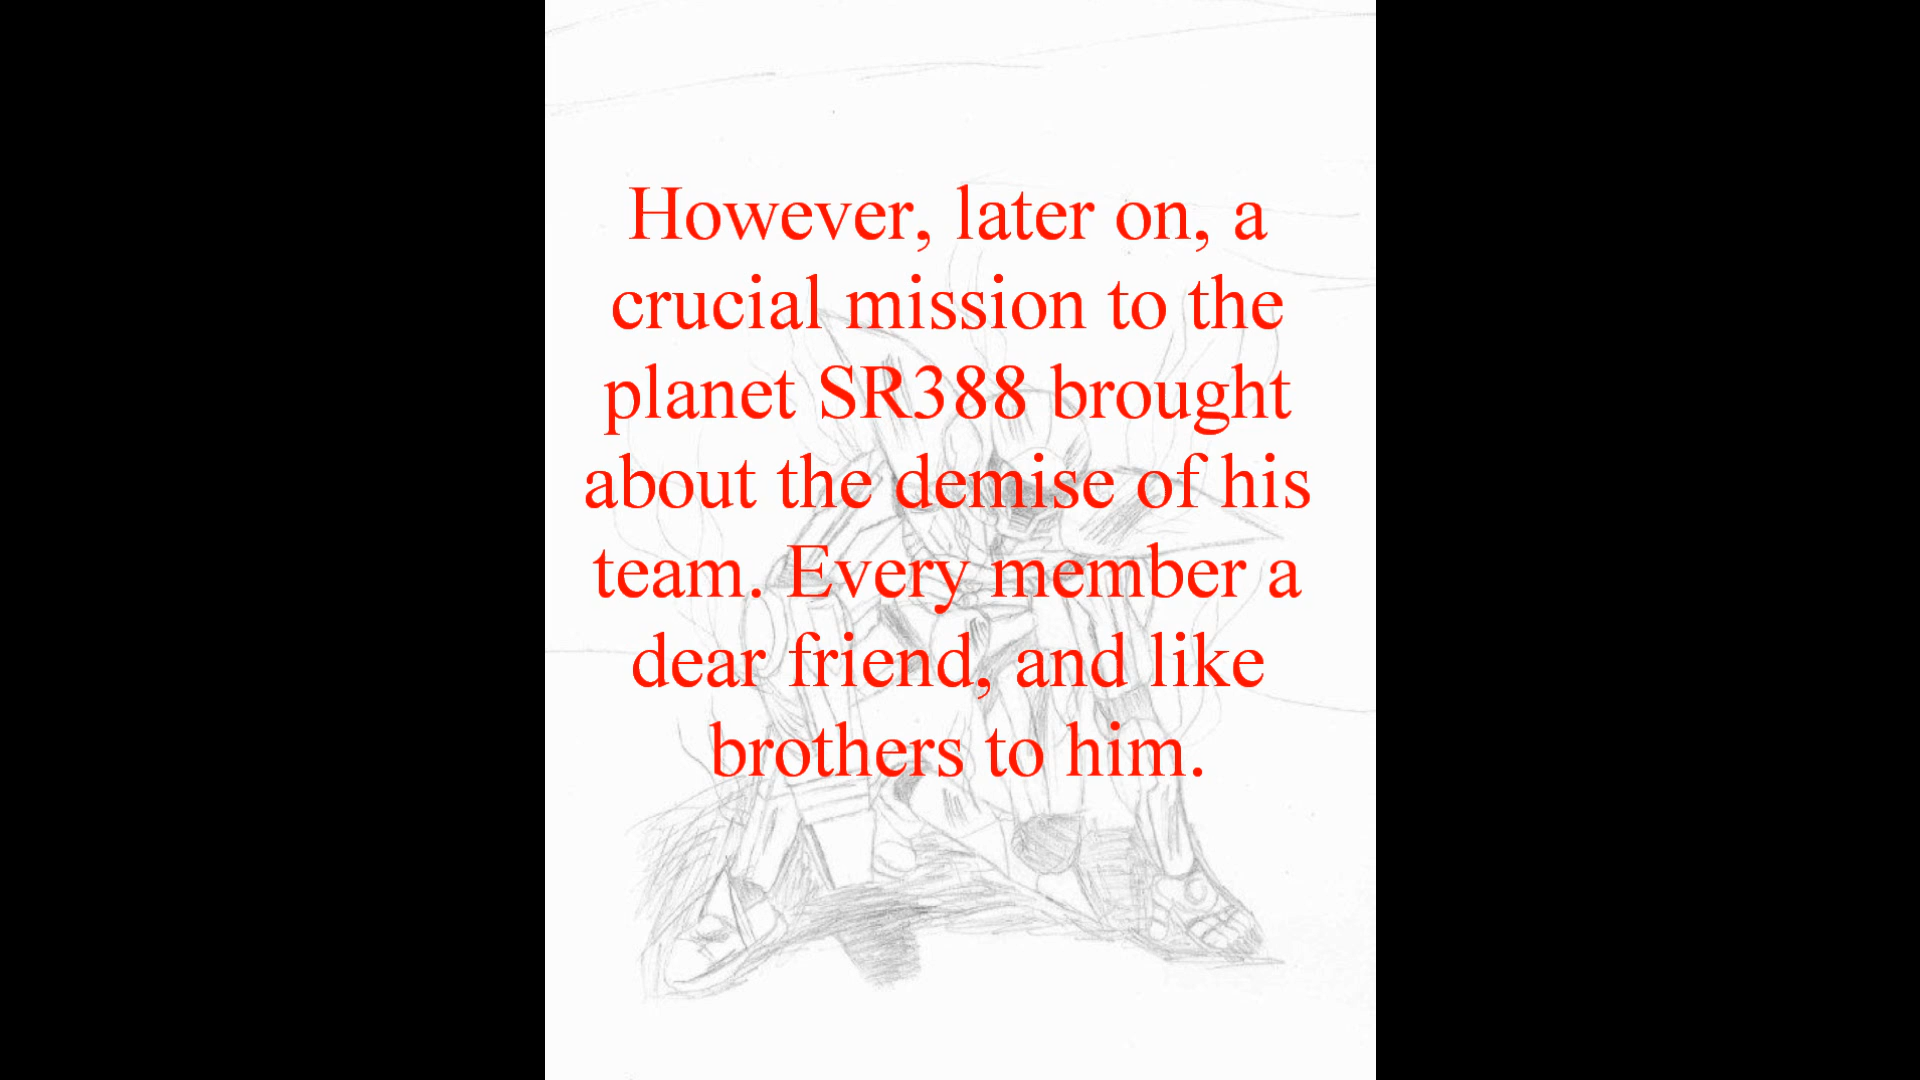 However, later on, a
crucial mission to the
planet SR388 brought
about the demise of his
team. Every member a
dear friend, and like
brothers to him.